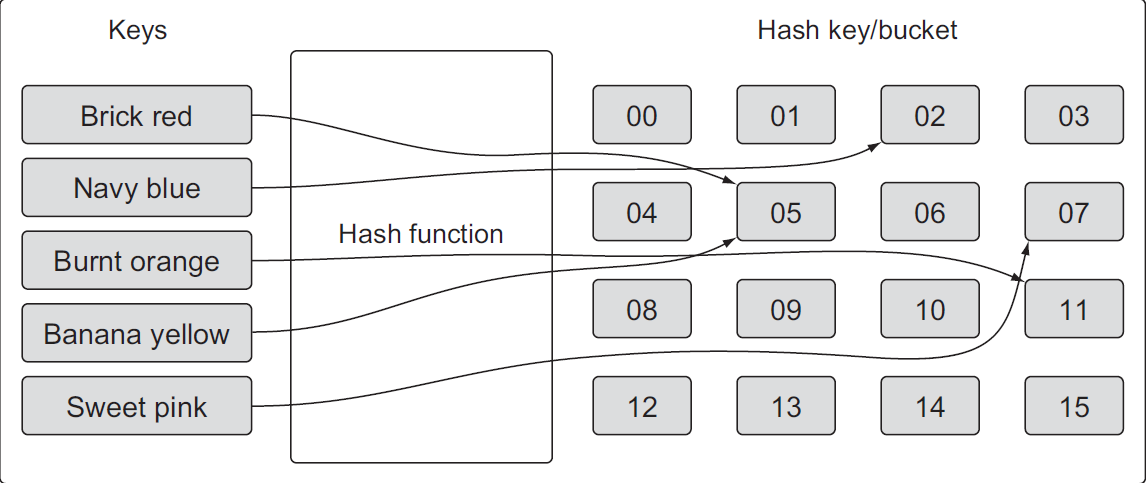 Keys
Hash key/bucket
Brick red
Navy blue
Burnt orange
Banana yellow
Sweet pink
Hash function
00 01 02 03
04 05 06 07
08 09 10 11
12 13 14 15